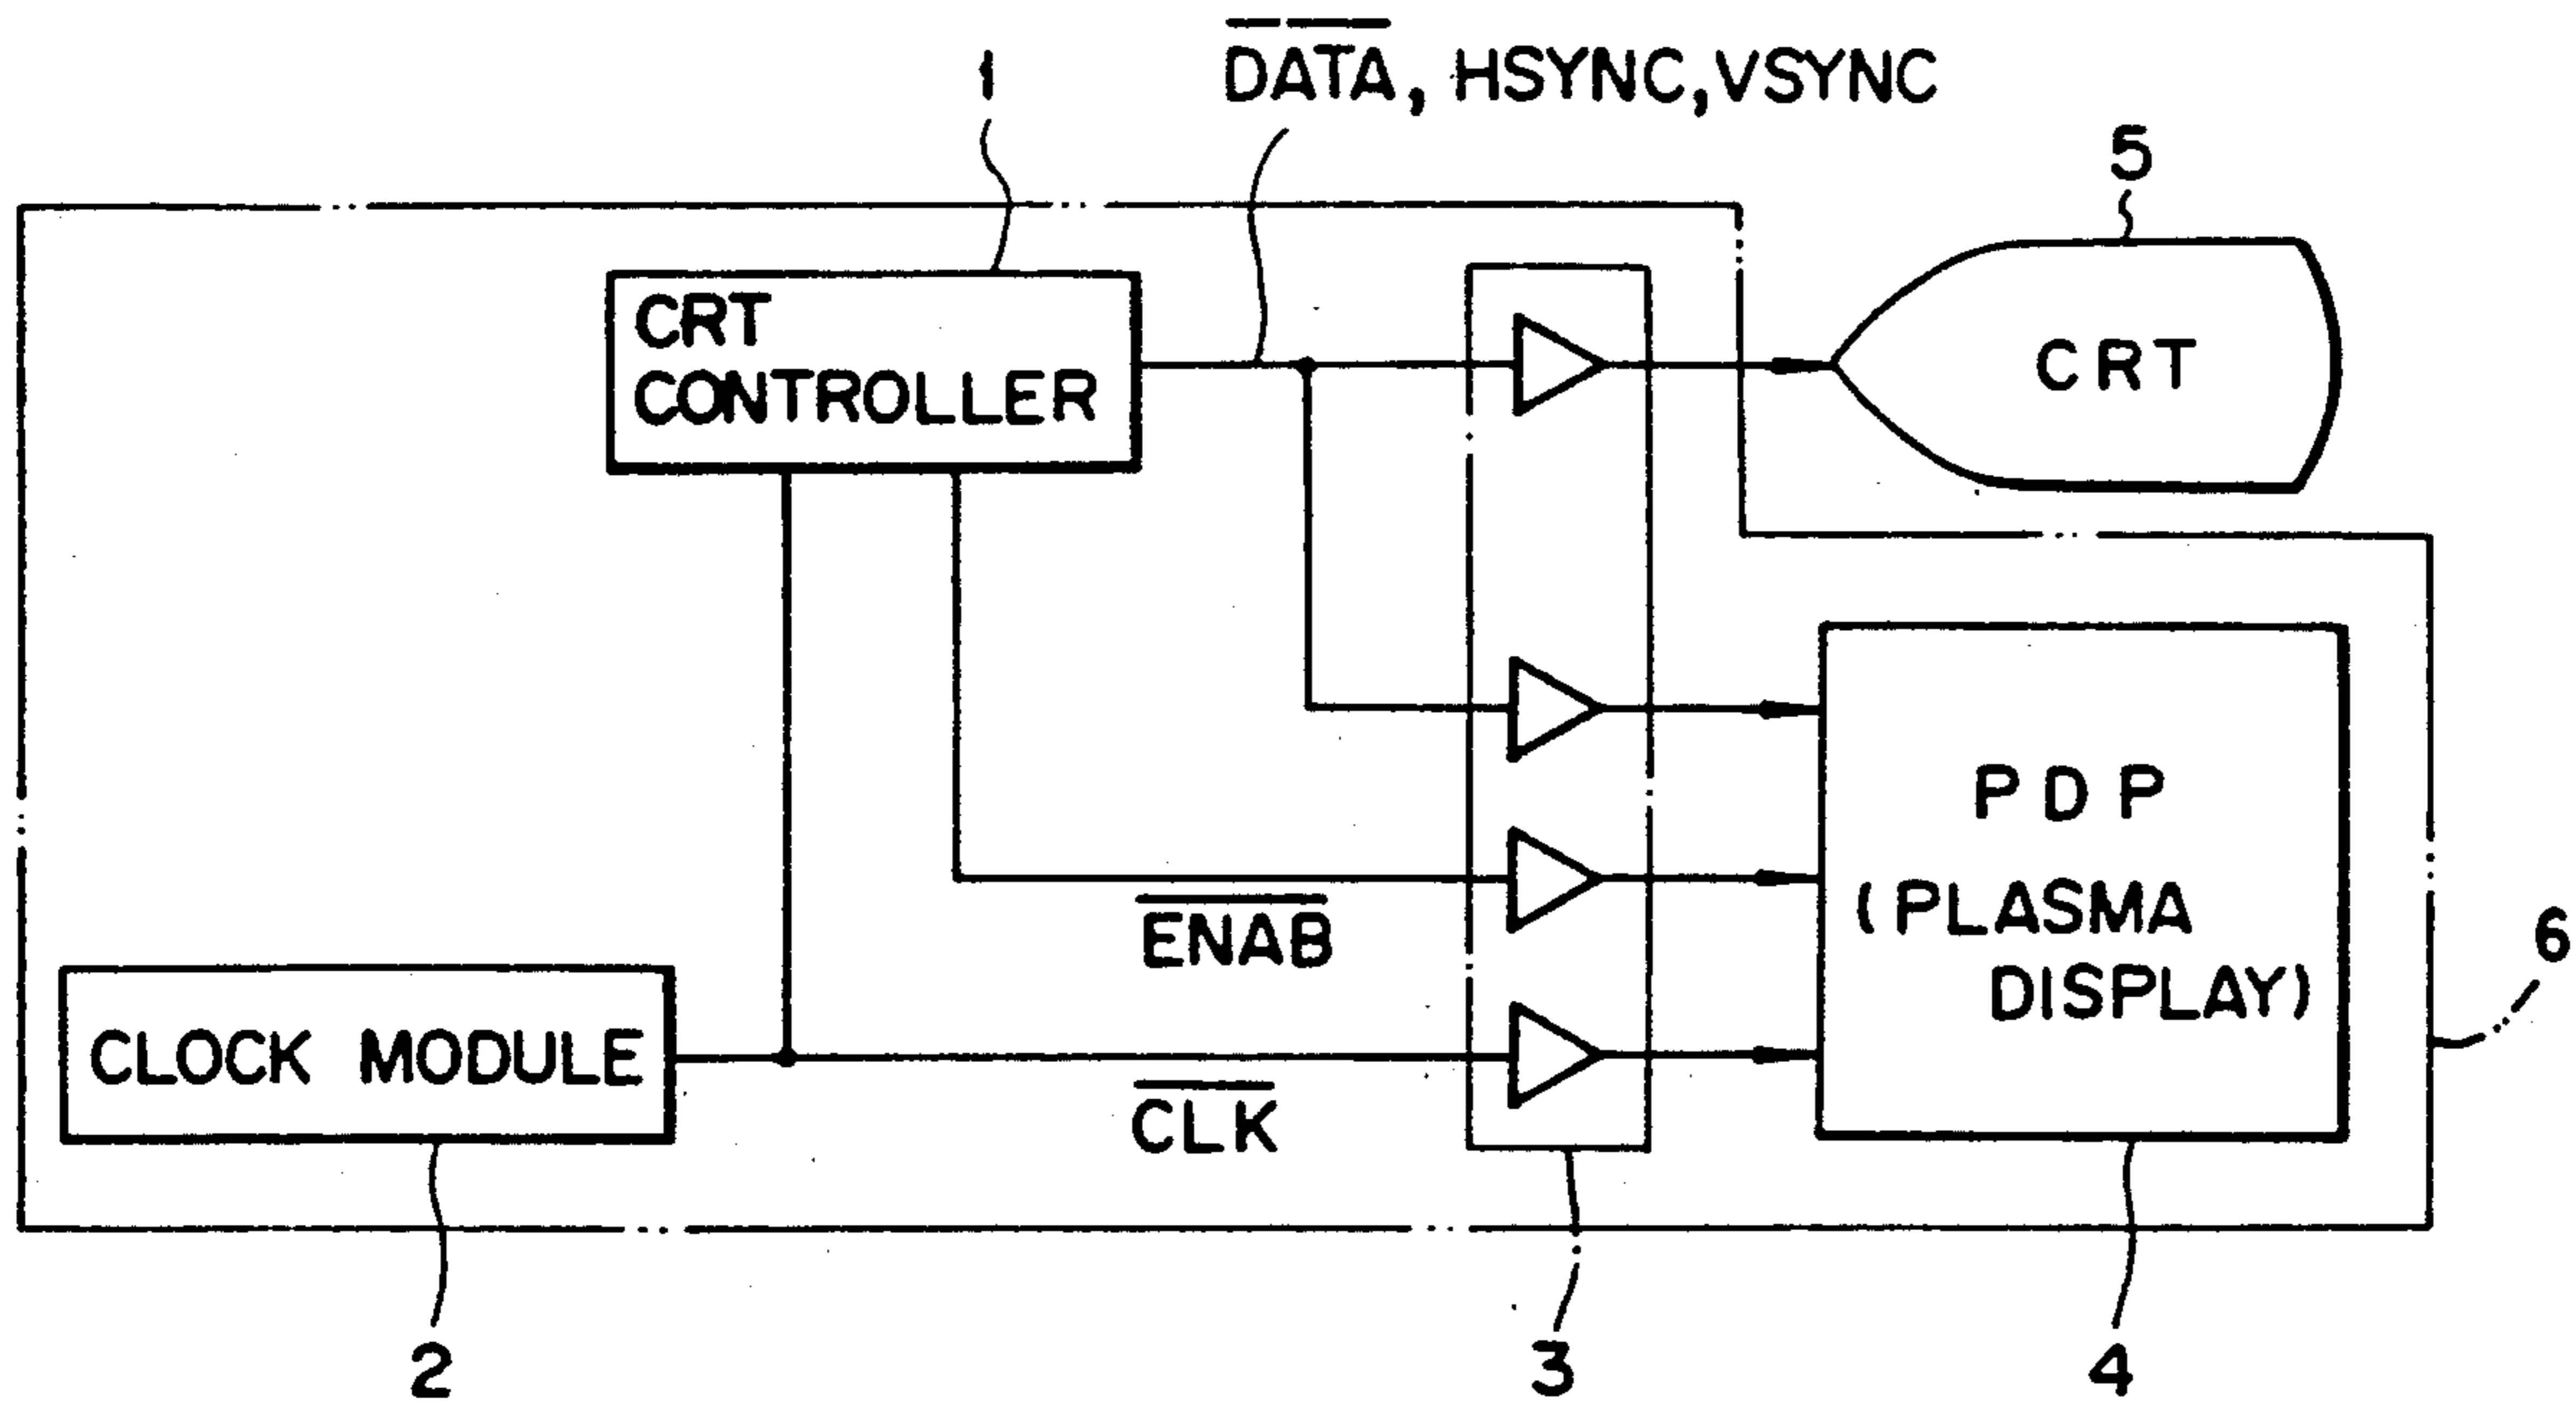 1
DATA, HSYNC, VSYNC
5
CRT
CONTROLLER
CRT
PDP
(PLASMA
DISPLAY)
ENAB
6
CLOCK MODULE
CLK
2
3
4